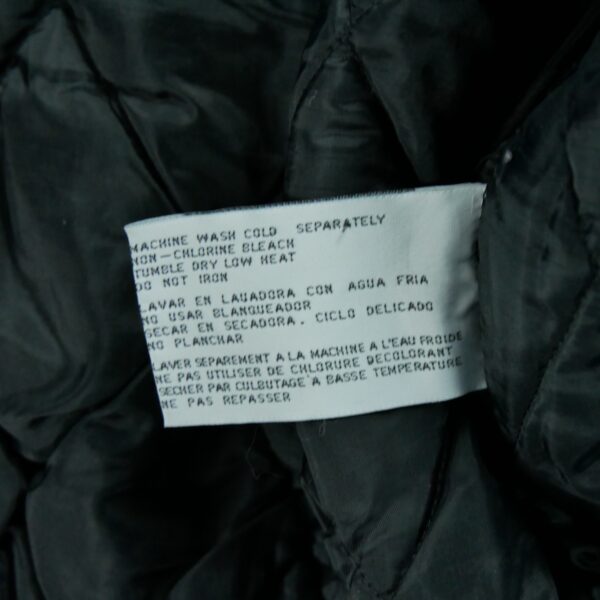 MACHINE WASH COLD SEPARATELY
NON-CHLORINE BLEACH
TUMBLE DRY LOW HEAT
DO NOT IRON
LAVAR EN LAUADORA CON AGUA FRIA
NO USAR BLANQUEADOR
SECAR EN SECADORA. CICLO DELICADO
NO PLANCHAR
LAVER SEPAREMENT A LA MACHINE A L'EAU FROIDE
NE PAS UTILISER DE CHLORURE DECOLORANT
SECHER PAR CULBUTAGE A BASSE TEMPERATURE
NE PAS REPASSER